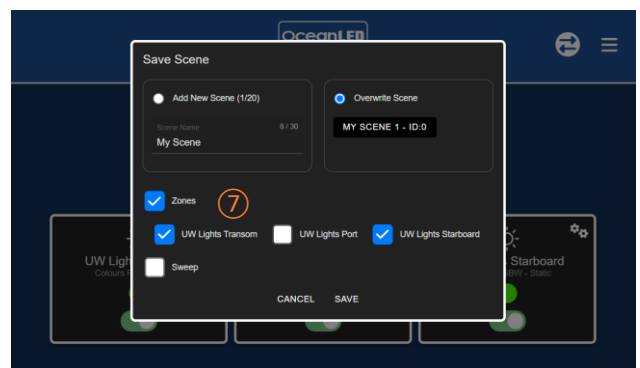 OceanLED
Save Scene
Add New Scene (1/20)
Overwrite Scene
Scene Name 8 / 30
My Scene
MY SCENE 1 - ID:0
Zones 7
UW Lights Transom UW Lights Port UW Lights Starboard
Sweep
CANCEL SAVE
UW Ligh
Colours
Starboard
BW - Static